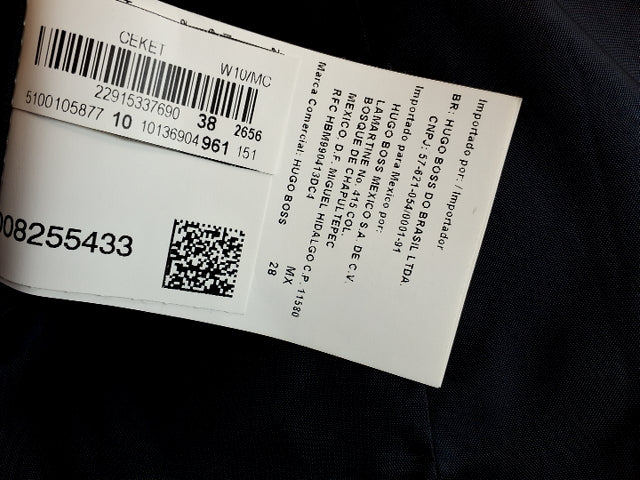 CEKET
W10/MC
22915337690 38 2656
5100105877 10 10136904 961 151
008255433
Importado por: / Importador
BR: HUGO BOSS DO BRASIL LTDA.
CNPJ: 57-621-054/0001-91
Importado para Mexico por:
HUGO BOSS MEXICO S.A. DE C.V.
LAMARTINE No. 415 COL.
BOSQUE DE CHAPULTEPEC
MEXICO, D.F. MIGUEL HIDALGO C.P. 11580
RFC HBM990413DC4
Marca Comercial: HUGO BOSS
MX
28